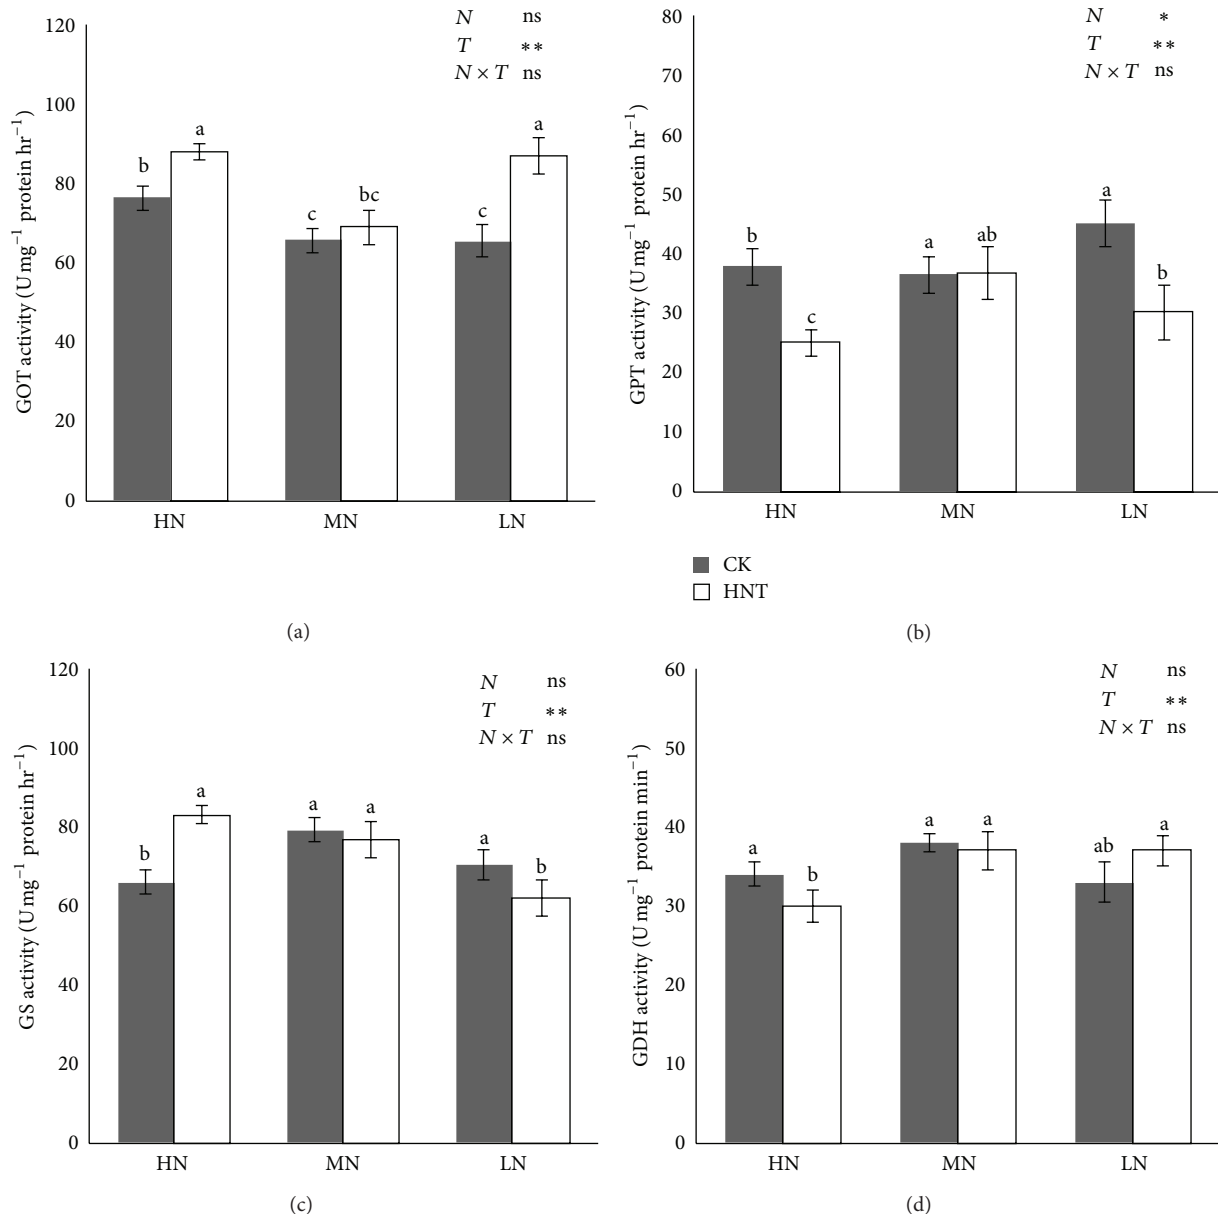 N ns
T **
N × T ns
GOT activity (U mg⁻¹ protein hr⁻¹)
120
100
80
60
40
20
0
b
a
c
bc
c
a
HN MN LN
(a)
N *
T **
N × T ns
GPT activity (U mg⁻¹ protein hr⁻¹)
80
70
60
50
40
30
20
10
0
b
c
a
ab
a
b
HN MN LN
CK
HNT
(b)
N ns
T **
N × T ns
GS activity (U mg⁻¹ protein hr⁻¹)
120
100
80
60
40
20
0
b
a
a
a
a
b
HN MN LN
(c)
N ns
T **
N × T ns
GDH activity (U mg⁻¹ protein min⁻¹)
60
50
40
30
20
10
0
a
b
a
a
ab
a
HN MN LN
(d)